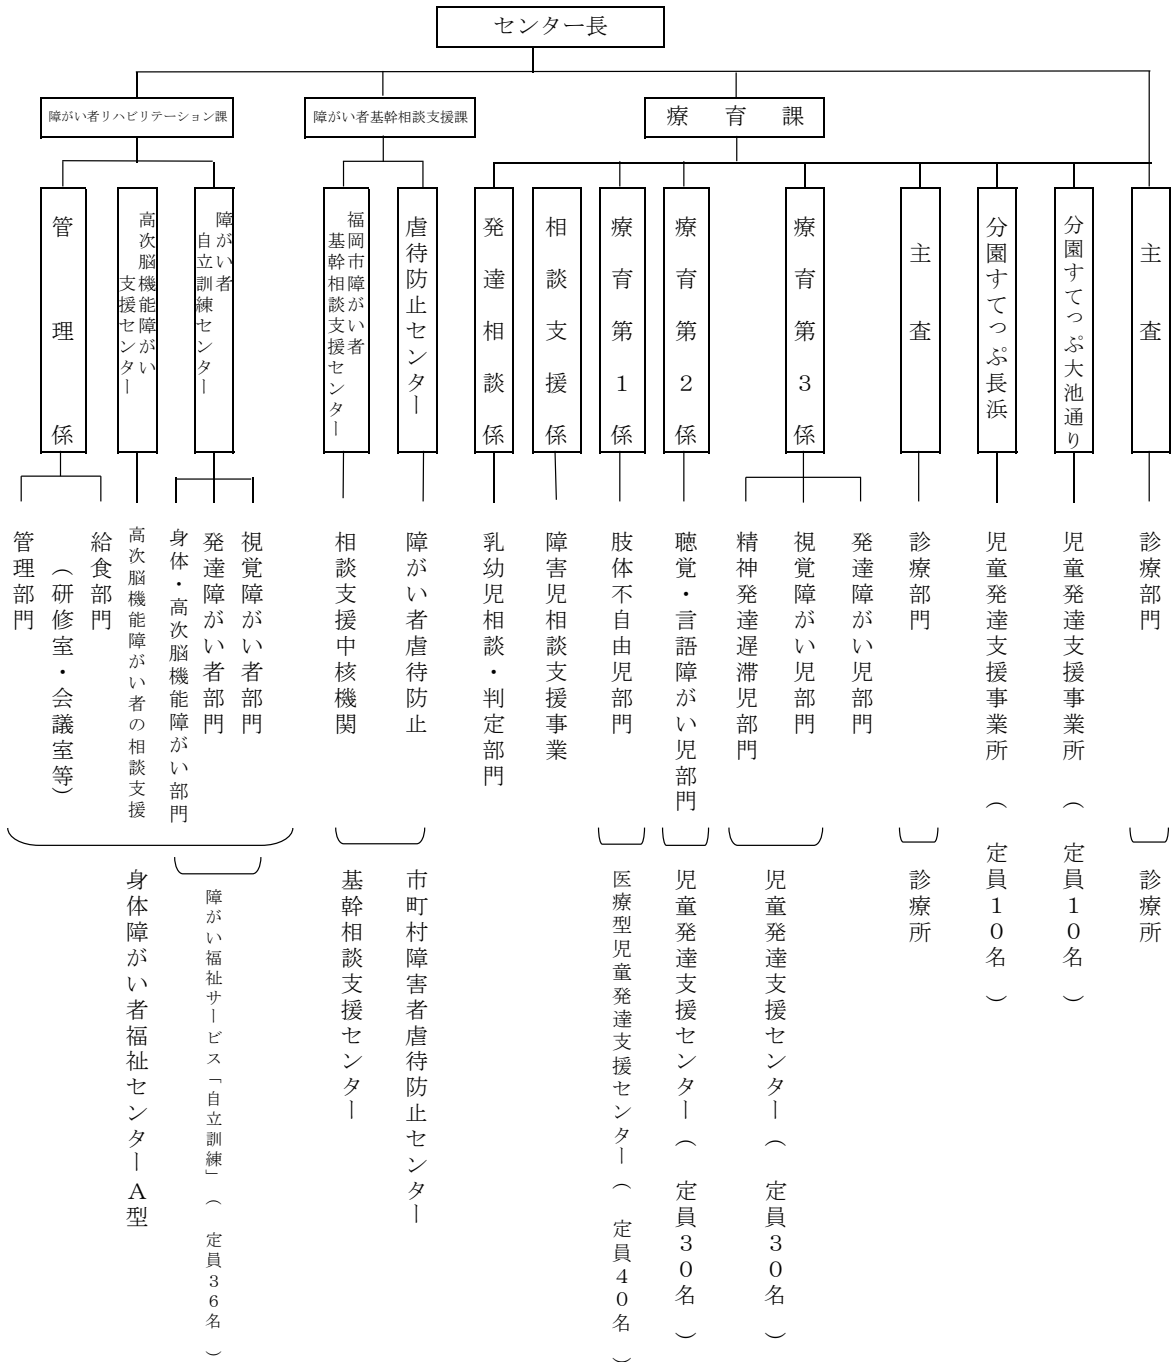 センター長
障がい者リハビリテーション課
障がい者基幹相談支援課
療育課
管理係
高次脳機能障がい
支援センター
障がい者
自立訓練センター
福岡市障がい者
基幹相談支援センター
虐待防止センター
発達相談係
相談支援係
療育第1係
療育第2係
療育第3係
主査
分園すてっぷ長浜
分園すてっぷ大池通り
主査
管理部門
(研修室・会議室等)
給食部門
高次脳機能障がい者の相談支援
身体・高次脳機能障がい部門
発達障がい者部門
視覚障がい者部門
相談支援中核機関
障がい者虐待防止
乳幼児相談・判定部門
障害児相談支援事業
肢体不自由児部門
聴覚・言語障がい児部門
精神発達遅滞児部門
視覚障がい児部門
発達障がい児部門
診療部門
児童発達支援事業所(定員10名)
児童発達支援事業所(定員10名)
診療部門
身体障がい者福祉センターA型
障がい福祉サービス「自立訓練」(定員36名)
基幹相談支援センター
市町村障害者虐待防止センター
医療型児童発達支援センター(定員40名)
児童発達支援センター(定員30名)
児童発達支援センター(定員30名)
診療所
診療所